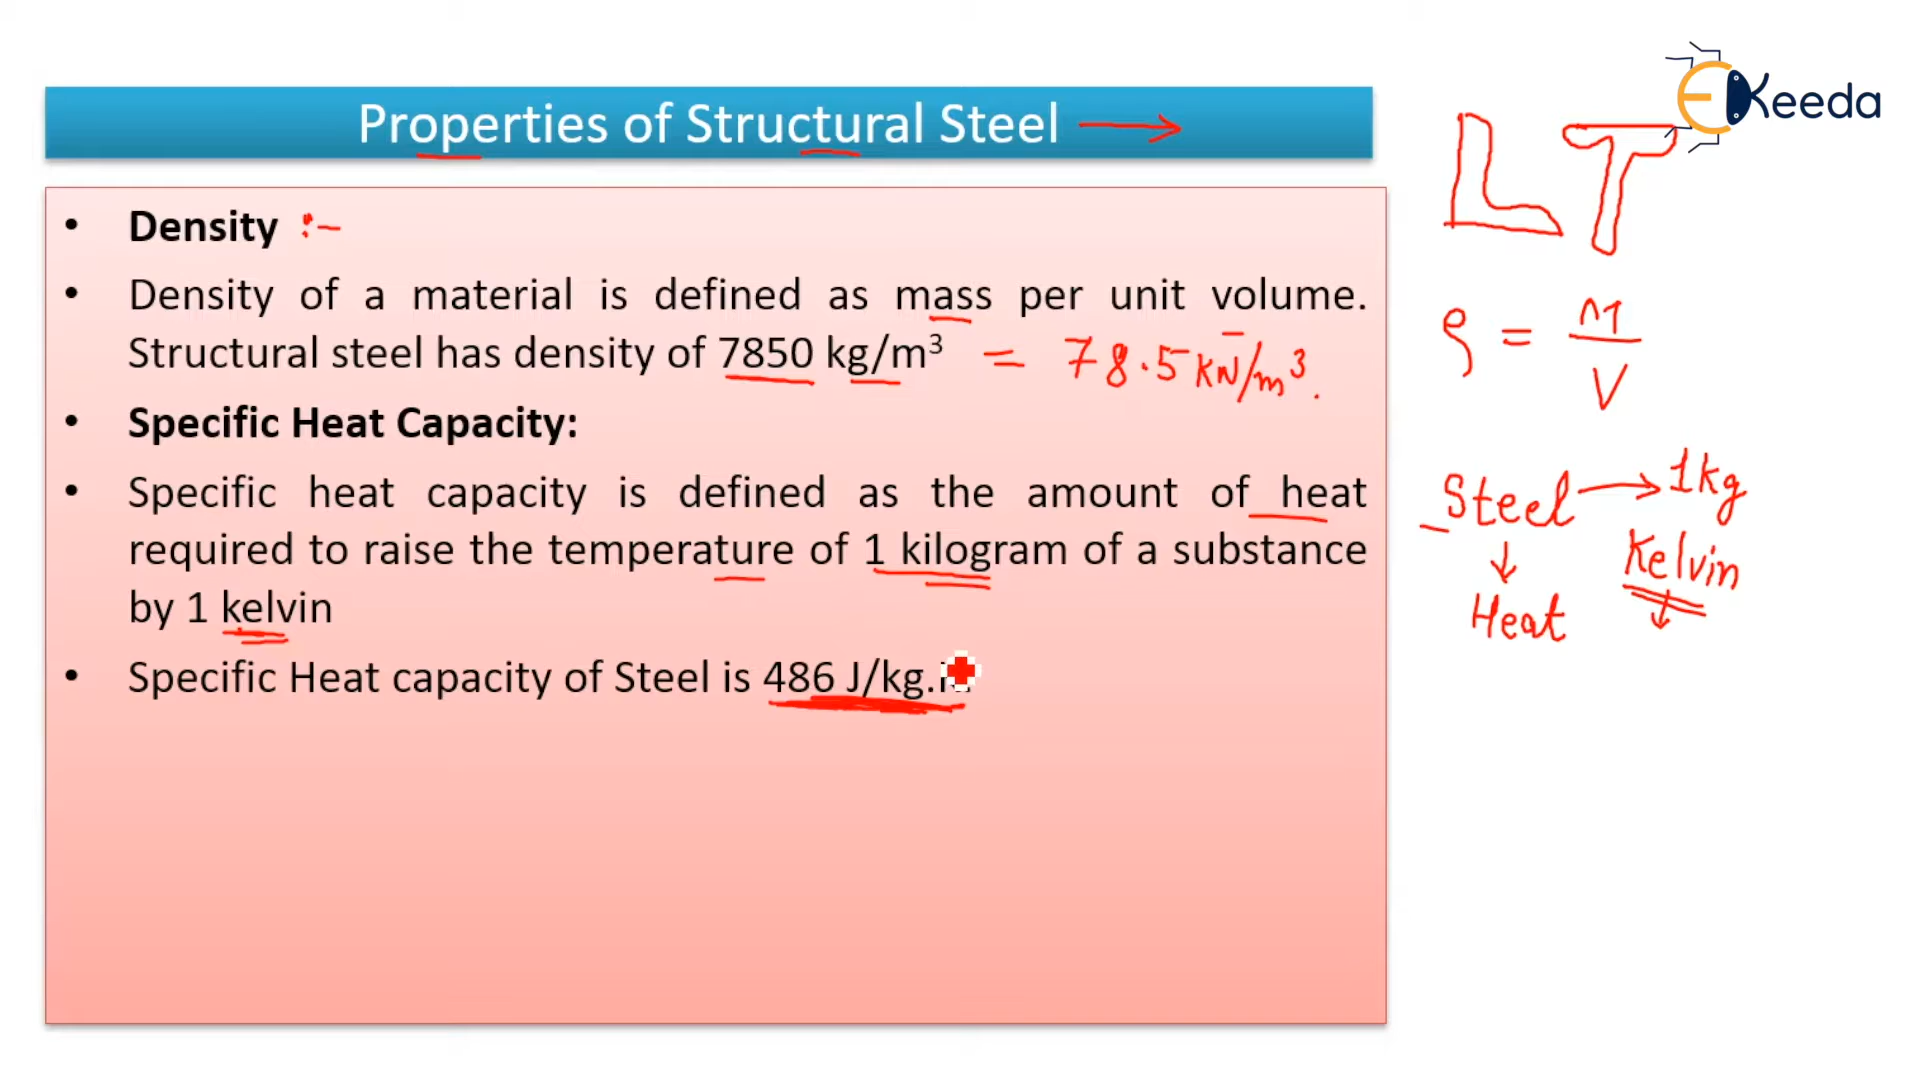 EKeeda
Properties of Structural Steel →
L T
• Density :-
• Density of a material is defined as mass per unit volume.
Structural steel has density of 7850 kg/m³ = 78.5 kN/m³.
ρ = M/V
• Specific Heat Capacity:
• Specific heat capacity is defined as the amount of heat
required to raise the temperature of 1 kilogram of a substance
by 1 kelvin
Steel → 1kg
↓ Kelvin
Heat ↓
• Specific Heat capacity of Steel is 486 J/kg.